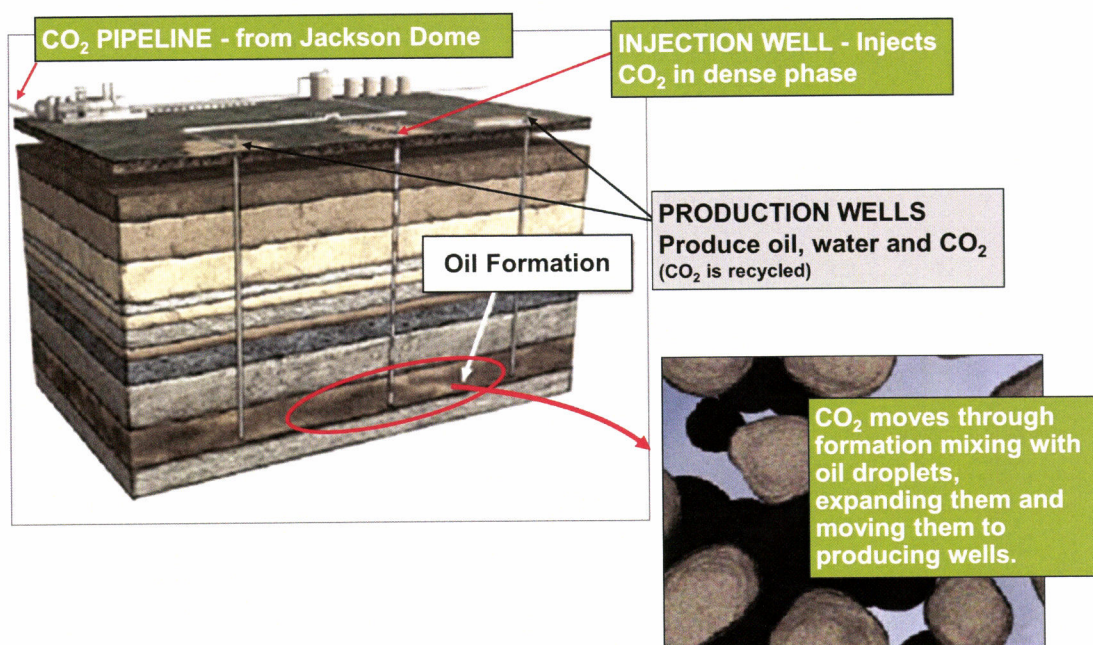 CO₂ PIPELINE - from Jackson Dome
INJECTION WELL - Injects
CO₂ in dense phase
PRODUCTION WELLS
Produce oil, water and CO₂
(CO₂ is recycled)
Oil Formation
CO₂ moves through
formation mixing with
oil droplets,
expanding them and
moving them to
producing wells.